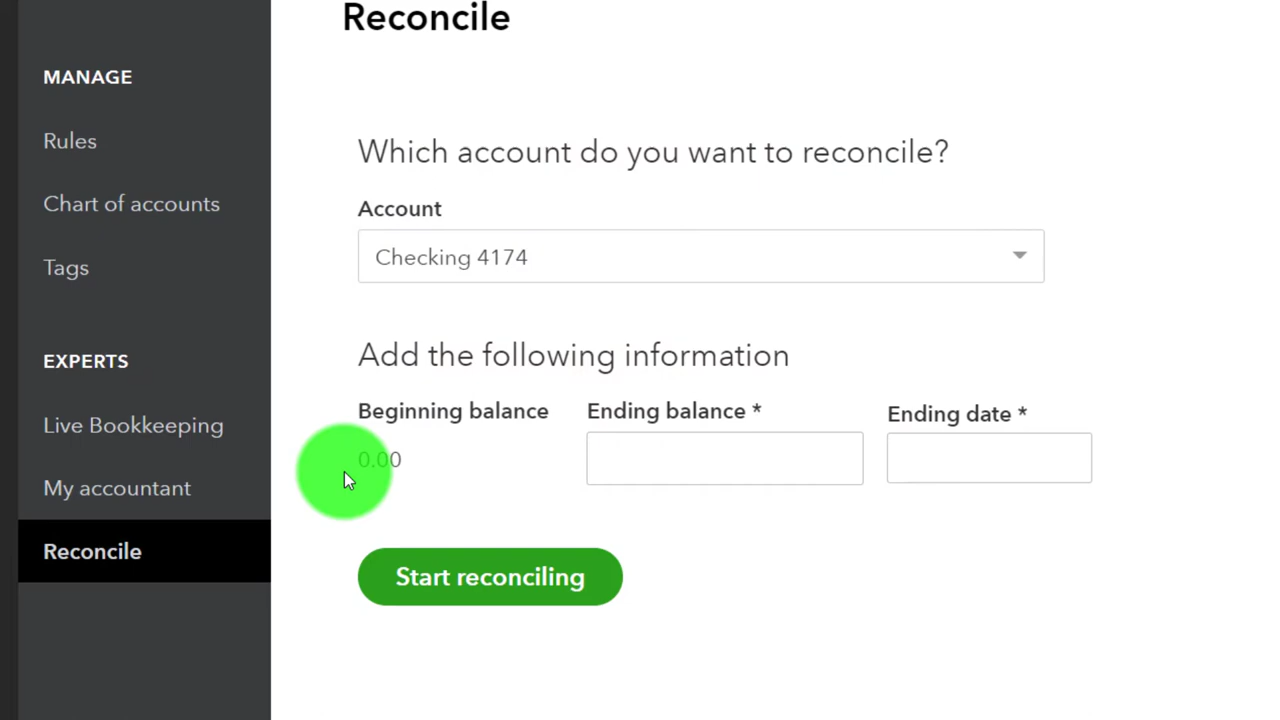 Reconcile
MANAGE
Rules
Chart of accounts
Tags
EXPERTS
Live Bookkeeping
My accountant
Reconcile
Which account do you want to reconcile?
Account
Checking 4174
Add the following information
Beginning balance
Ending balance *
Ending date *
0.00
Start reconciling